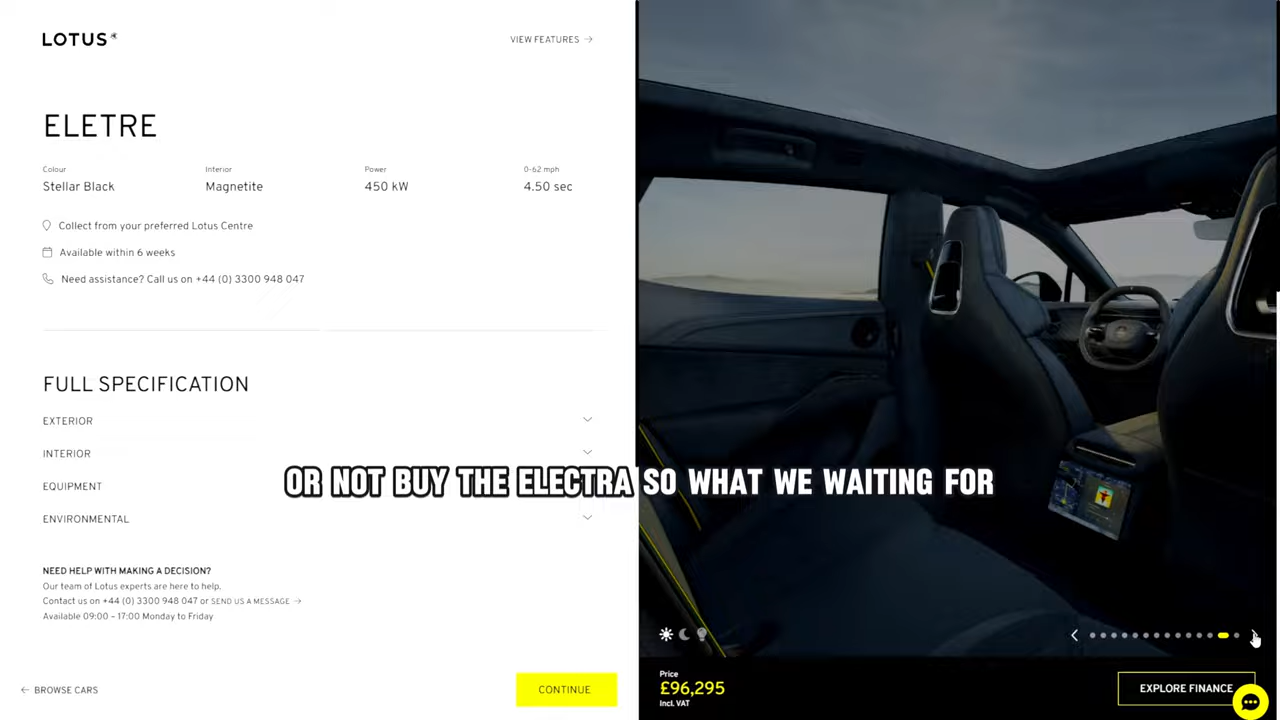 LOTUS
VIEW FEATURES →
ELETRE
Colour
Stellar Black
Interior
Magnetite
Power
450 kW
0-62 mph
4.50 sec
Collect from your preferred Lotus Centre
Available within 6 weeks
Need assistance? Call us on +44 (0) 3300 948 047
FULL SPECIFICATION
EXTERIOR
INTERIOR
OR NOT BUY THE ELECTRA SO WHAT WE WAITING FOR
EQUIPMENT
ENVIRONMENTAL
NEED HELP WITH MAKING A DECISION?
Our team of Lotus experts are here to help.
Contact us on +44 (0) 3300 948 047 or SEND US A MESSAGE →
Available 09:00 – 17:00 Monday to Friday
← BROWSE CARS
CONTINUE
Price
£96,295
Incl. VAT
EXPLORE FINANCE